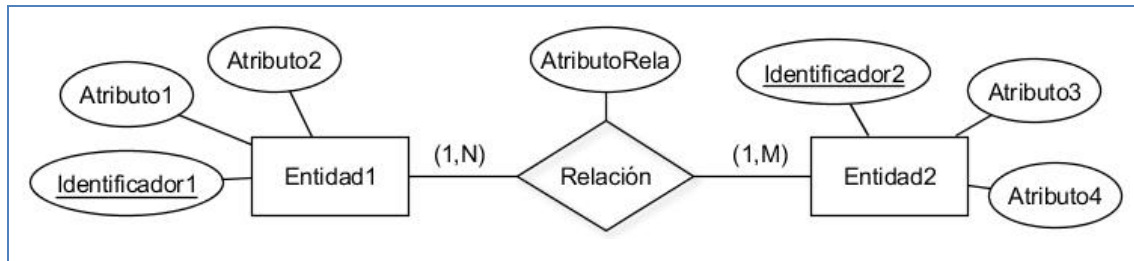 Atributo2
AtributoRela
Identificador2
Atributo1
Atributo3
(1,N)
(1,M)
Entidad1
Relación
Entidad2
Identificador1
Atributo4